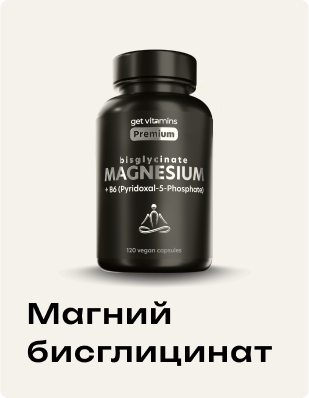 get vitamins
Premium
bisglycinate
MAGNESIUM
+ B6 (Pyridoxal-5-Phosphate)
120 vegan capsules
Магний
бисглицинат